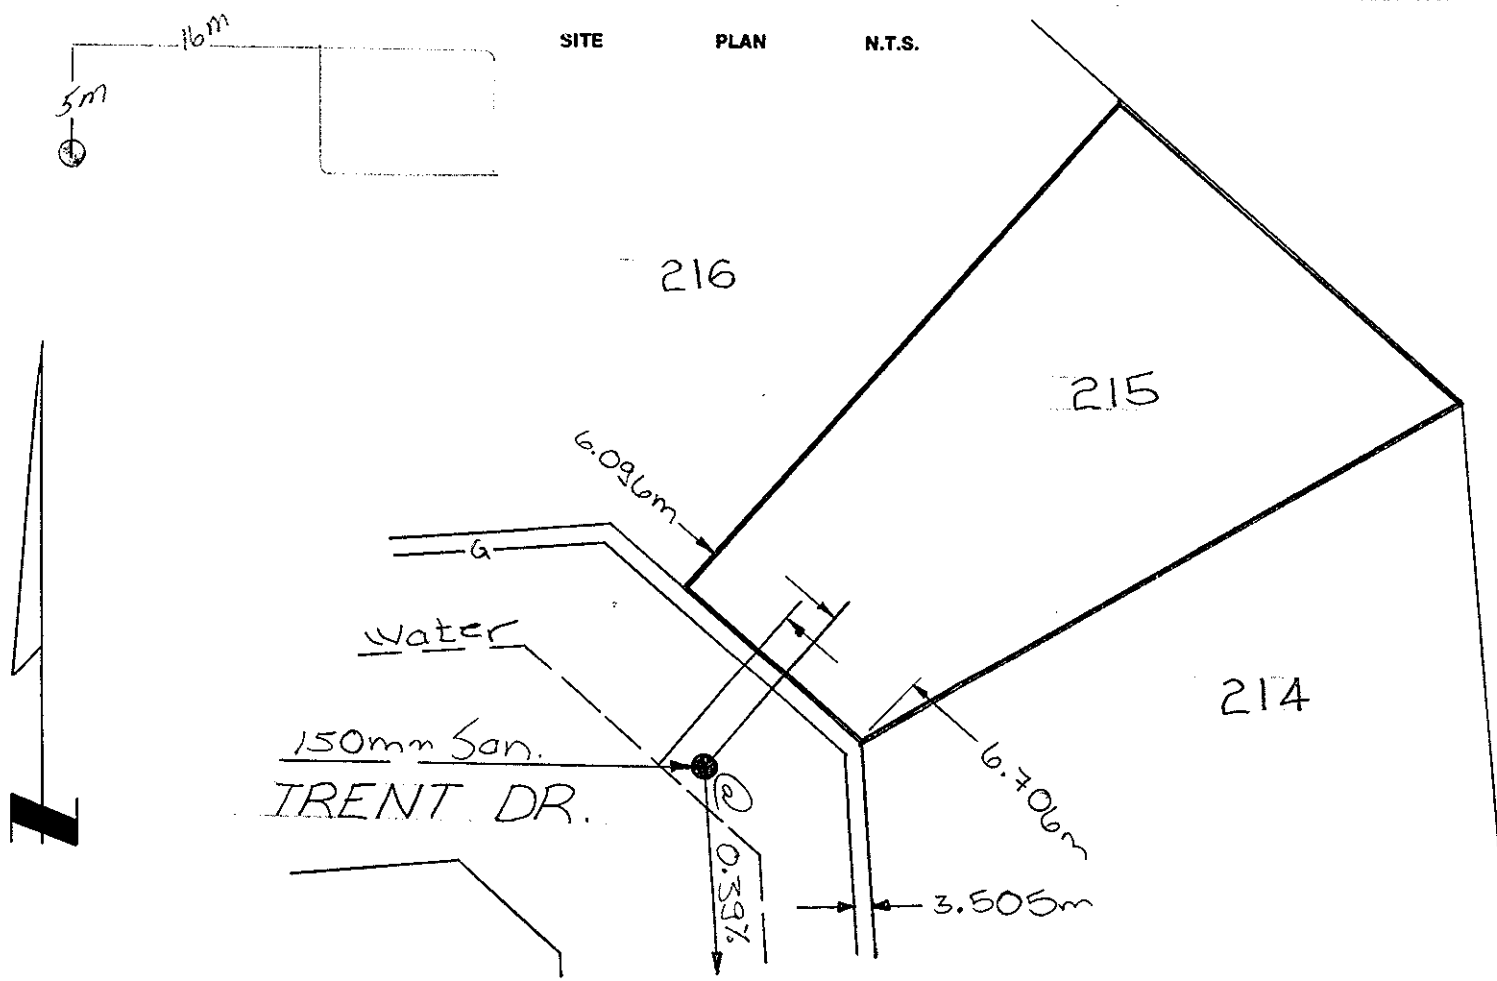 SITE PLAN N.T.S.
16m
5m
216
215
6.096m
G
Water
214
150mm San.
TRENT DR.
2
6.706m
0.39%
3.505m
N